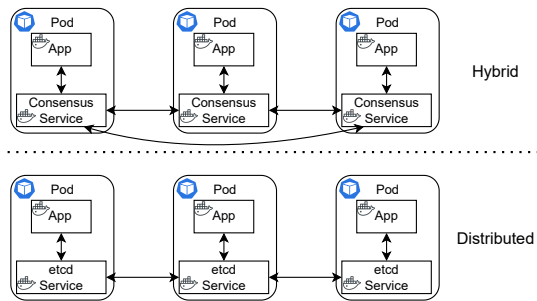 Pod Pod Pod
App App App
Hybrid
Consensus Consensus Consensus
Service Service Service
Pod Pod Pod
App App App
Distributed
etcd etcd etcd
Service Service Service